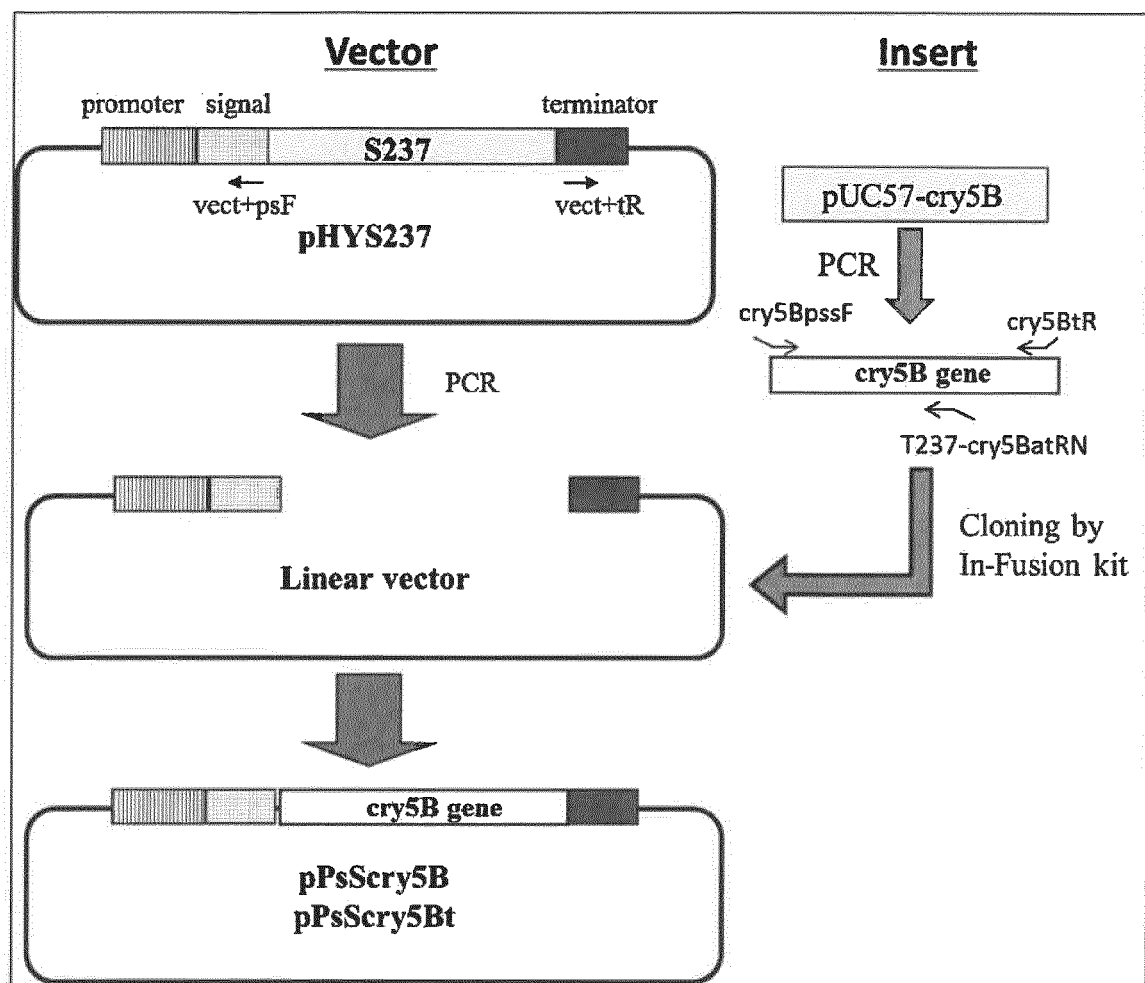 Vector
Insert
promoter signal terminator
S237
vect+psF vect+tR
pHYS237
pUC57-cry5B
PCR
cry5BpssF
cry5BtR
cry5B gene
T237-cry5BatRN
PCR
Cloning by
In-Fusion kit
Linear vector
cry5B gene
pPsScry5B
pPsScry5Bt